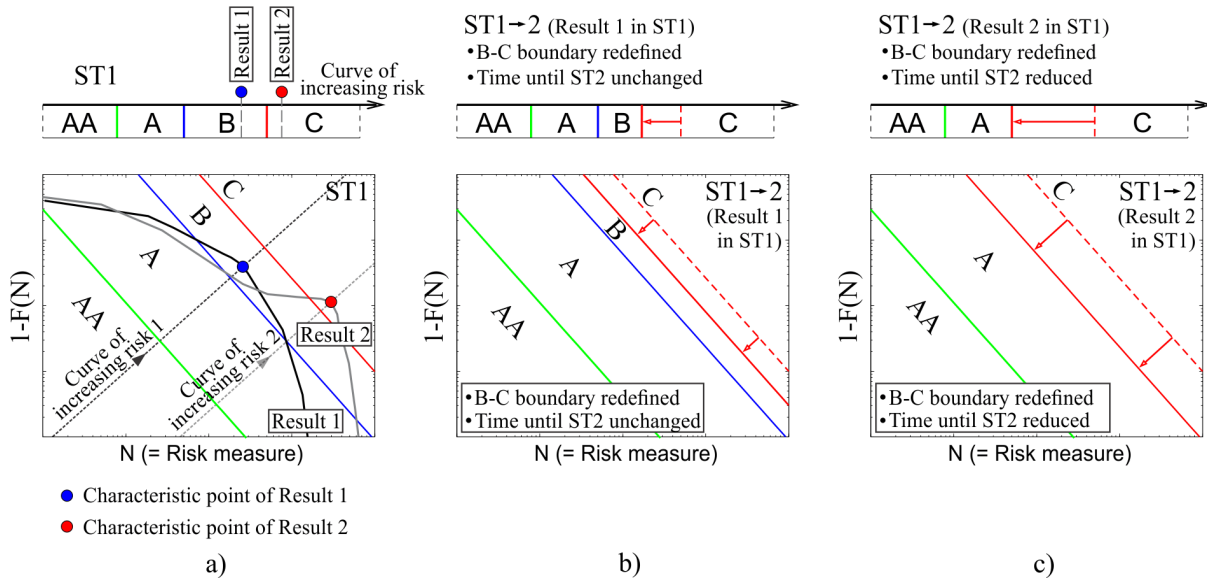 ST1
Result 1
Result 2
Curve of
increasing risk
AA
A
B
C
ST1
C
B
A
AA
Curve of
increasing risk 1
Curve of
increasing risk 2
Result 2
Result 1
1-F(N)
N (= Risk measure)
Characteristic point of Result 1
Characteristic point of Result 2
a)
ST1→2 (Result 1 in ST1)
•B-C boundary redefined
•Time until ST2 unchanged
AA
A
B
C
ST1→2
(Result 1
in ST1)
C
B
A
AA
•B-C boundary redefined
•Time until ST2 unchanged
1-F(N)
N (= Risk measure)
b)
ST1→2 (Result 2 in ST1)
•B-C boundary redefined
•Time until ST2 reduced
AA
A
C
ST1→2
(Result 2
in ST1)
C
A
AA
•B-C boundary redefined
•Time until ST2 reduced
1-F(N)
N (= Risk measure)
c)